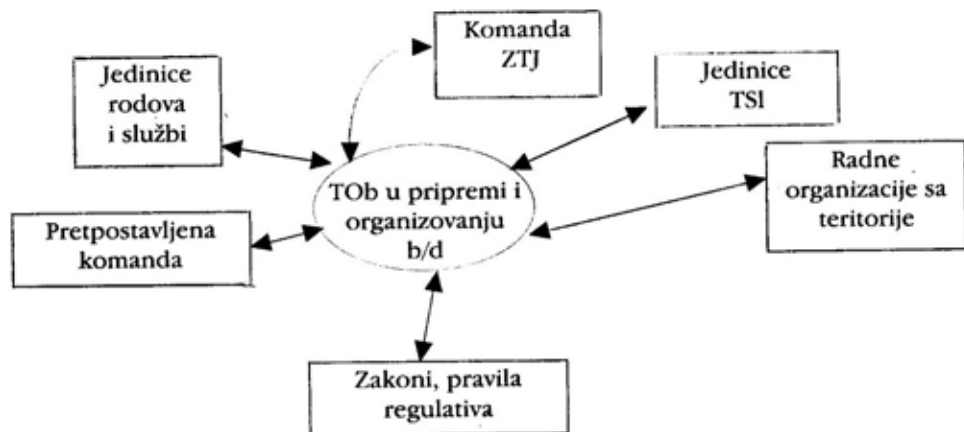 Komanda
ZTJ
Jedinice
rodova
i službi
Jedinice
TSl
Radne
organizacije sa
teritorije
TOb u pripremi i
organizovanju
b/d
Pretpostavljena
komanda
Zakoni, pravila
regulativa